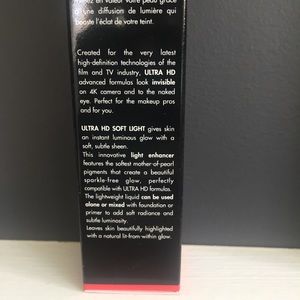 en valeur votre peau grâce
à une diffusion de lumière qui
booste l'éclat de votre teint.
Created for the very latest
high-definition technologies of the
film and TV industry, ULTRA HD
advanced formulas look invisible
on 4K camera and to the naked
eye. Perfect for the makeup pros
and for you.
ULTRA HD SOFT LIGHT gives skin
an instant luminous glow with a
soft, subtle sheen.
This innovative light enhancer
features the softest mother-of-pearl
pigments that create a beautiful
sparkle-free glow, perfectly
compatible with ULTRA HD formulas.
The lightweight liquid can be used
alone or mixed with foundation or
primer to add soft radiance and
subtle luminosity.
Leaves skin beautifully highlighted
with a natural lit-from within glow.